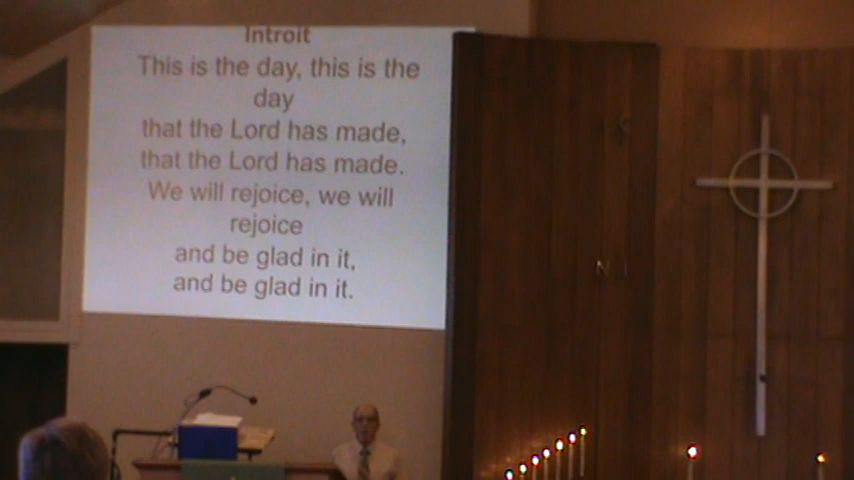 Introit
This is the day, this is the
day
that the Lord has made,
that the Lord has made.
We will rejoice, we will
rejoice
and be glad in it,
and be glad in it.